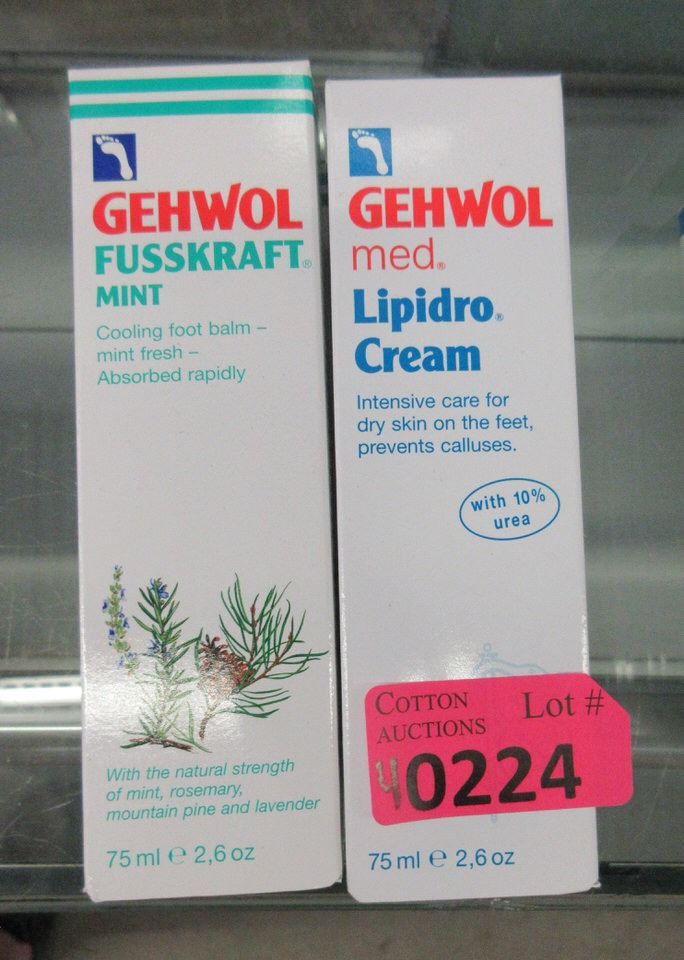 GEHWOL
FUSSKRAFT®
MINT
Cooling foot balm –
mint fresh –
Absorbed rapidly
With the natural strength
of mint, rosemary,
mountain pine and lavender
75 ml ℮ 2,6 oz
GEHWOL
med®
Lipidro®
Cream
Intensive care for
dry skin on the feet,
prevents calluses.
with 10%
urea
COTTON
AUCTIONS
Lot #
40224
75 ml ℮ 2,6 oz